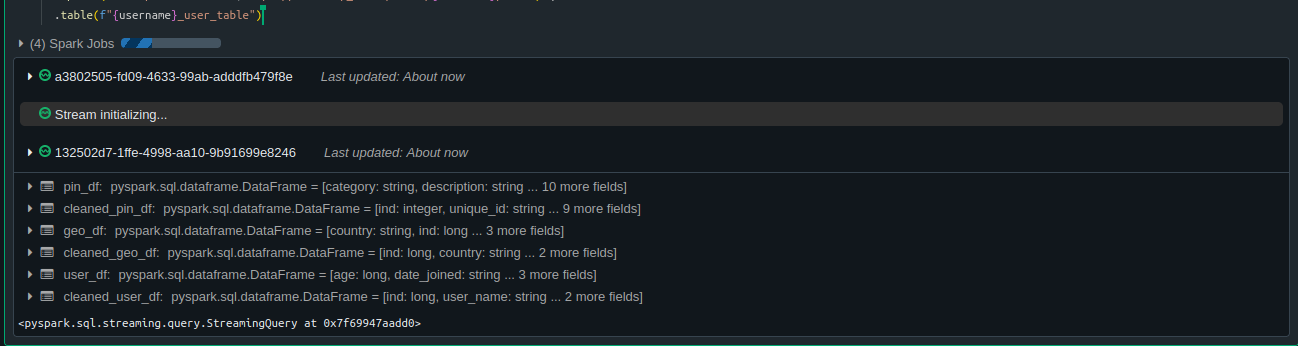 .table(f"{username}_user_table")
(4) Spark Jobs
a3802505-fd09-4633-99ab-adddfb479f8e Last updated: About now
Stream initializing...
132502d7-1ffe-4998-aa10-9b91699e8246 Last updated: About now
pin_df: pyspark.sql.dataframe.DataFrame = [category: string, description: string ... 10 more fields]
cleaned_pin_df: pyspark.sql.dataframe.DataFrame = [ind: integer, unique_id: string ... 9 more fields]
geo_df: pyspark.sql.dataframe.DataFrame = [country: string, ind: long ... 3 more fields]
cleaned_geo_df: pyspark.sql.dataframe.DataFrame = [ind: long, country: string ... 2 more fields]
user_df: pyspark.sql.dataframe.DataFrame = [age: long, date_joined: string ... 3 more fields]
cleaned_user_df: pyspark.sql.dataframe.DataFrame = [ind: long, user_name: string ... 2 more fields]
<pyspark.sql.streaming.query.StreamingQuery at 0x7f69947aadd0>